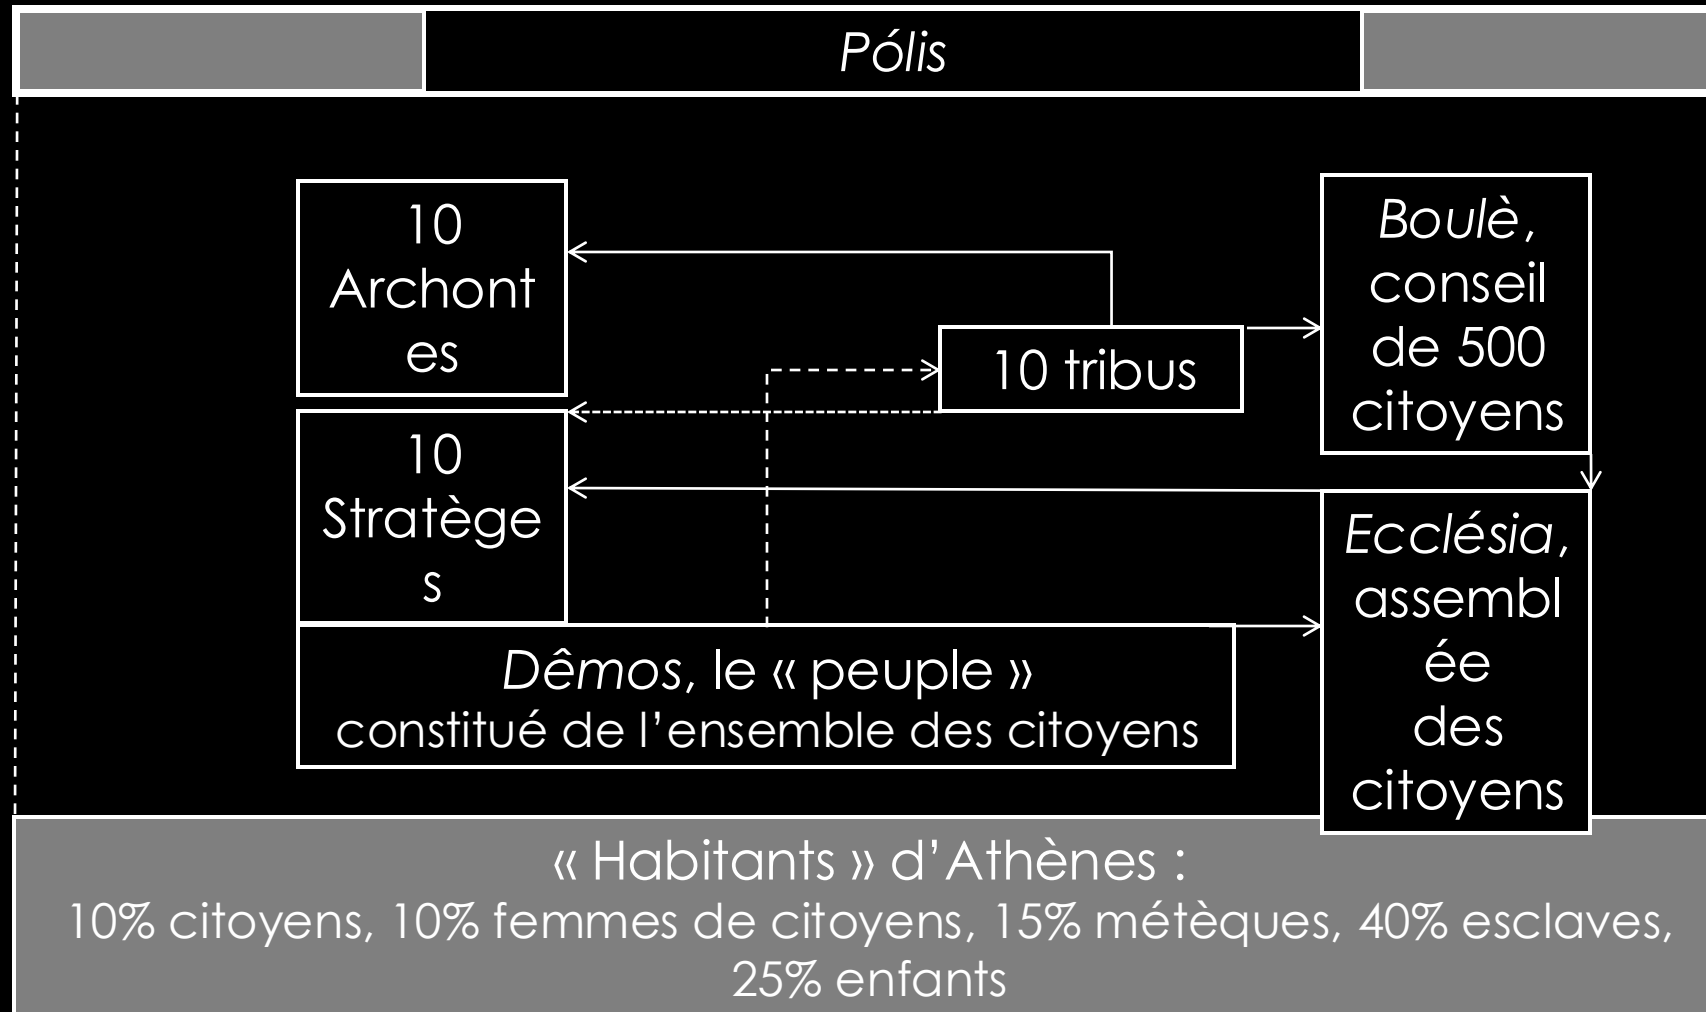 Pólis
10
Archont
es
Boulè,
conseil
de 500
citoyens
10 tribus
10
Stratège
s
Ecclésia,
assembl
ée
des
citoyens
Dêmos, le « peuple »
constitué de l’ensemble des citoyens
« Habitants » d’Athènes :
10% citoyens, 10% femmes de citoyens, 15% métèques, 40% esclaves,
25% enfants